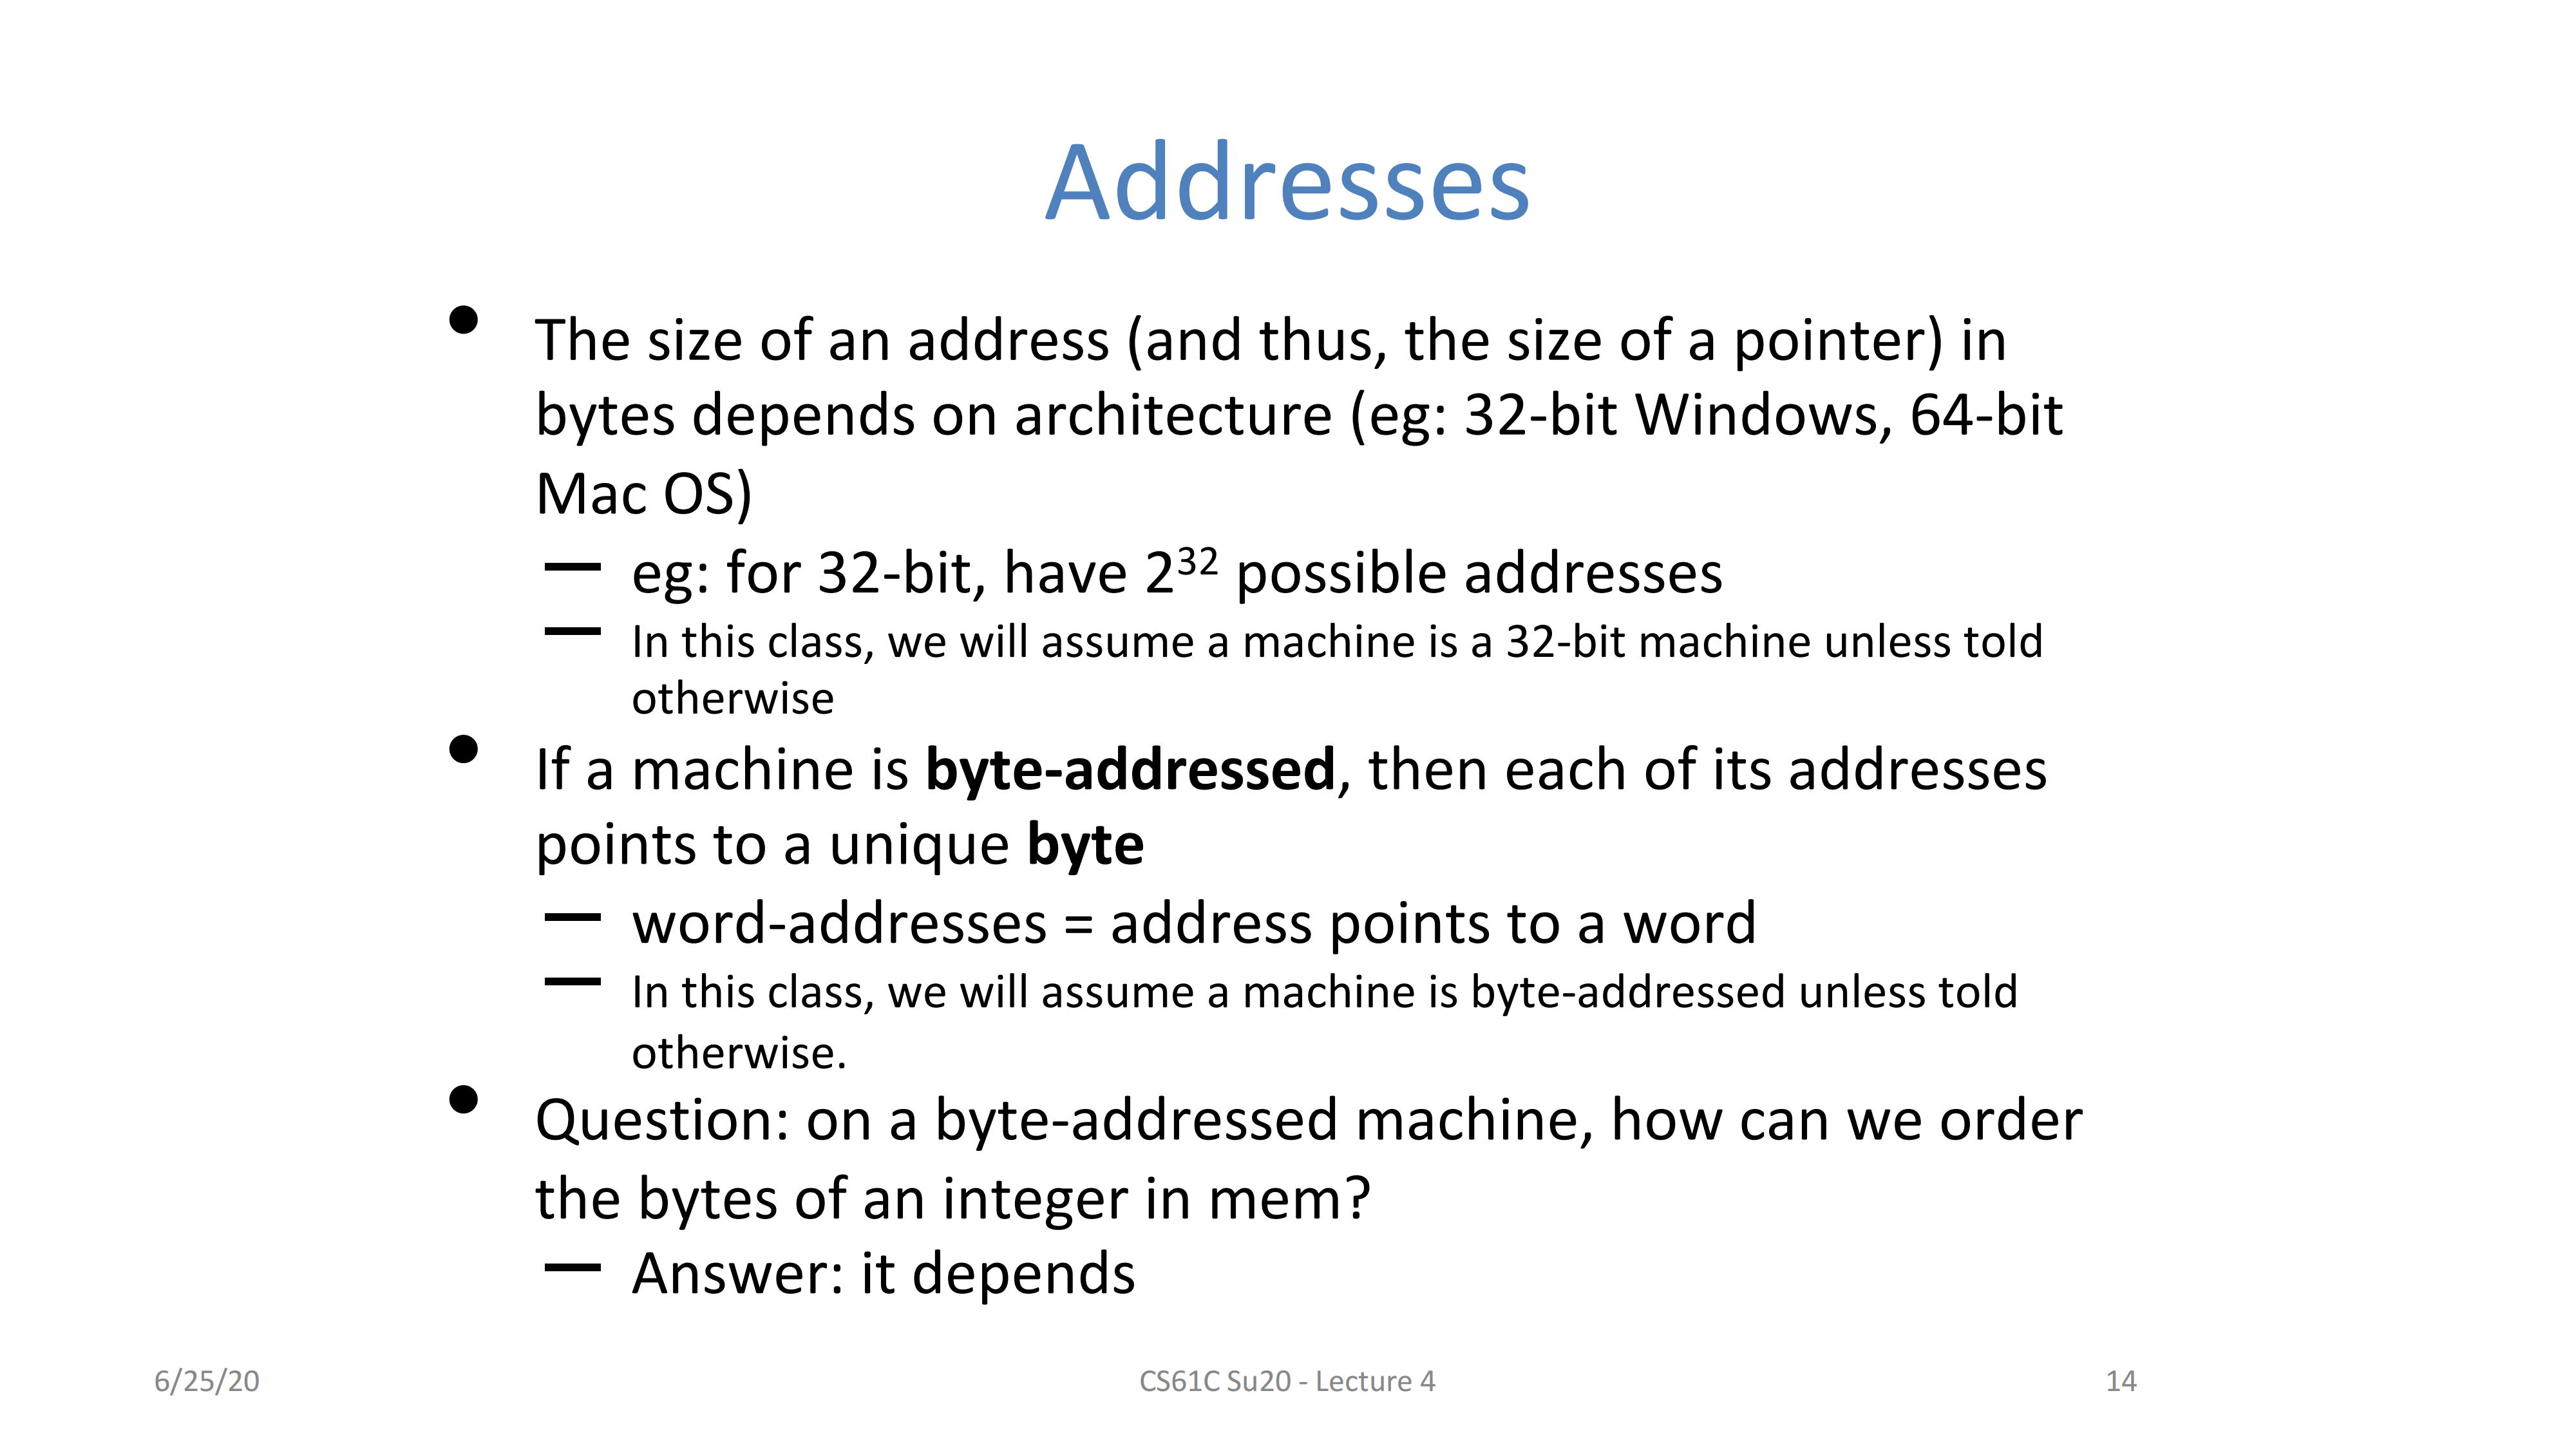 Addresses
• The size of an address (and thus, the size of a pointer) in
bytes depends on architecture (eg: 32-bit Windows, 64-bit
Mac OS)
— eg: for 32-bit, have 2³² possible addresses
— In this class, we will assume a machine is a 32-bit machine unless told
otherwise
• If a machine is byte-addressed, then each of its addresses
points to a unique byte
— word-addresses = address points to a word
— In this class, we will assume a machine is byte-addressed unless told
otherwise.
• Question: on a byte-addressed machine, how can we order
the bytes of an integer in mem?
— Answer: it depends
6/25/20
CS61C Su20 - Lecture 4
14